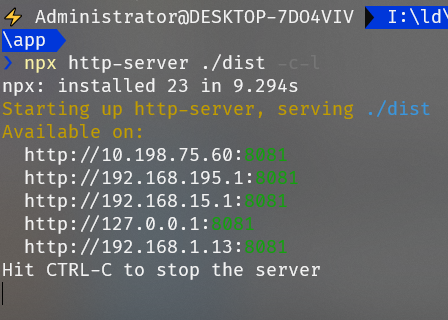 ⚡ Administrator@DESKTOP-7DO4VIV I:\ld\
\app
❯ npx http-server ./dist -c-l
npx: installed 23 in 9.294s
Starting up http-server, serving ./dist
Available on:
http://10.198.75.60:8081
http://192.168.195.1:8081
http://192.168.15.1:8081
http://127.0.0.1:8081
http://192.168.1.13:8081
Hit CTRL-C to stop the server